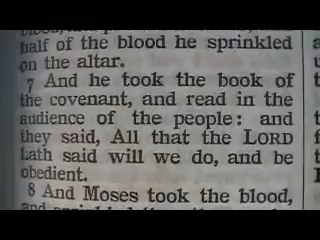 half of the blood he sprinkled
on the altar.
7 And he took the book of
the covenant, and read in the
audience of the people: and
they said, All that the LORD
hath said will we do, and be
obedient.
8 And Moses took the blood,